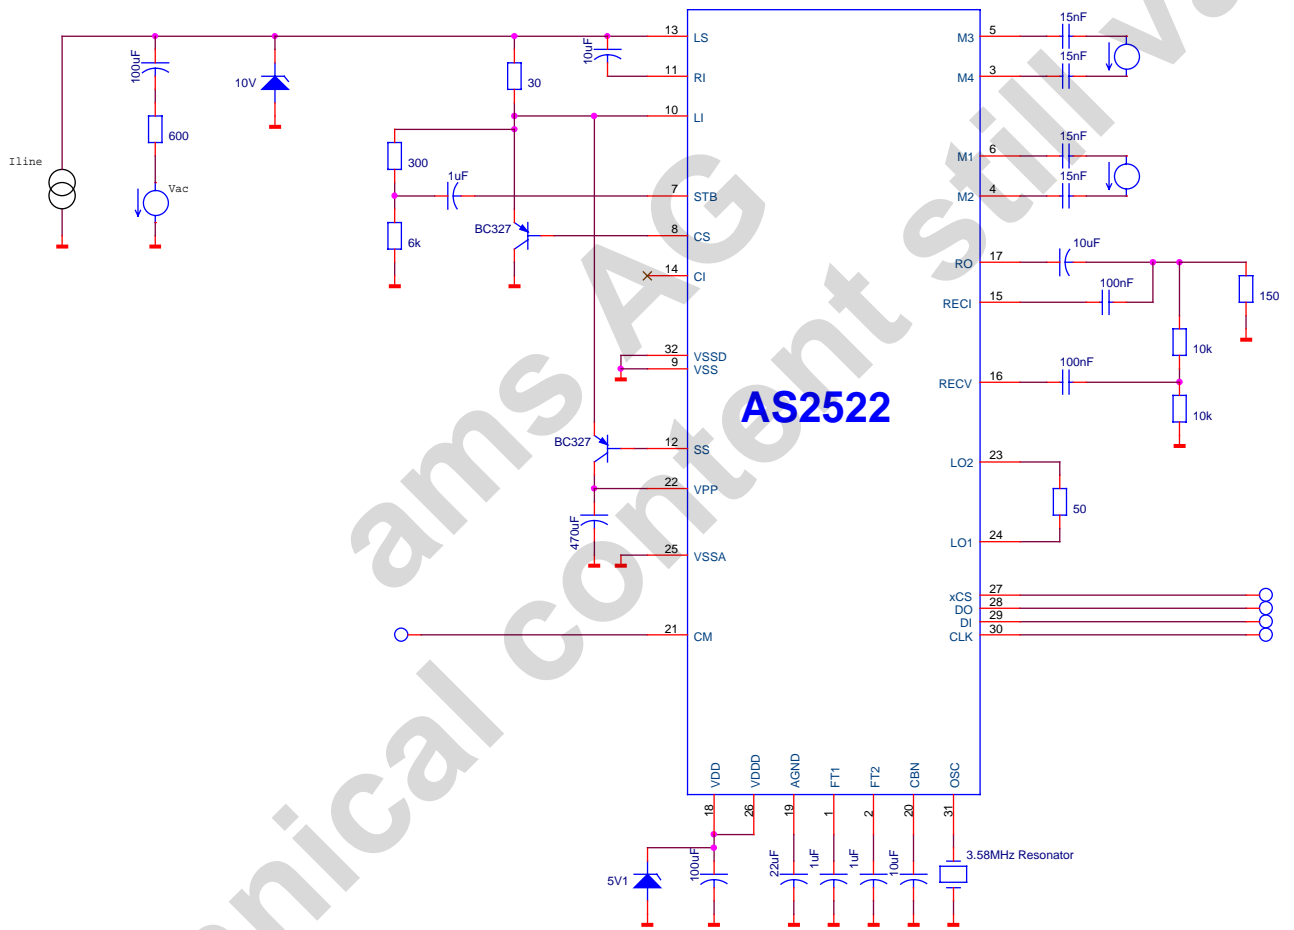 13 LS
10uF
11 RI
100uF
10V
30
10 LI
600
Iline
Vac
300
1uF
7 STB
6k
BC327
8 CS
14 CI
32 VSSD
9 VSS
BC327
12 SS
22 VPP
470uF
25 VSSA
21 CM
AS2522
M3 5 15nF
15nF
M4 3
M1 6 15nF
15nF
M2 4
RO 17 10uF
RECI 15 100nF
150
10k
RECV 16 100nF
10k
LO2 23
50
LO1 24
xCS 27
DO 28
DI 29
CLK 30
VDD VDDD AGND FT1 FT2 CBN OSC
18 26 19 1 2 20 31
5V1
100uF
22uF
1uF
1uF
10uF
3.58MHz Resonator
ams AG
content still